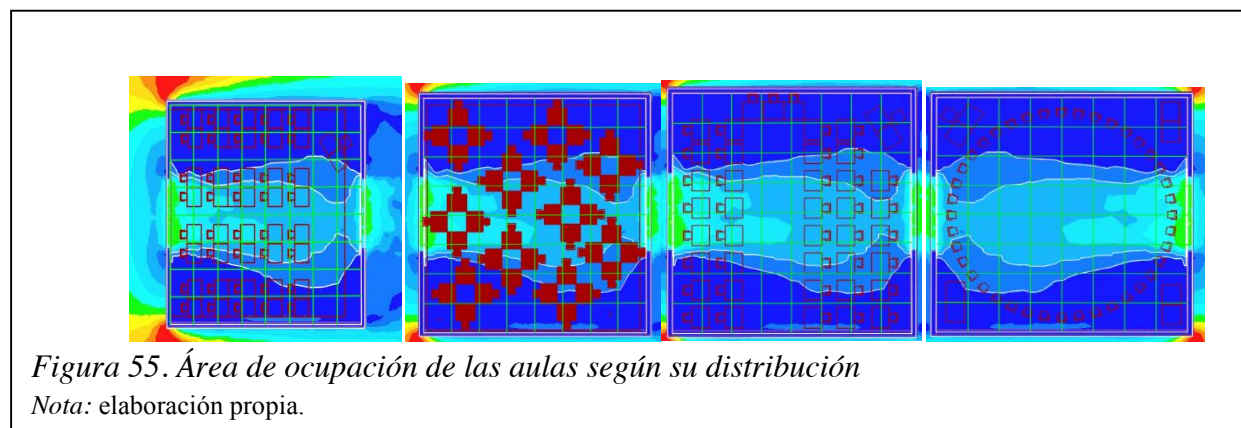 Figura 55. Área de ocupación de las aulas según su distribución
Nota: elaboración propia.